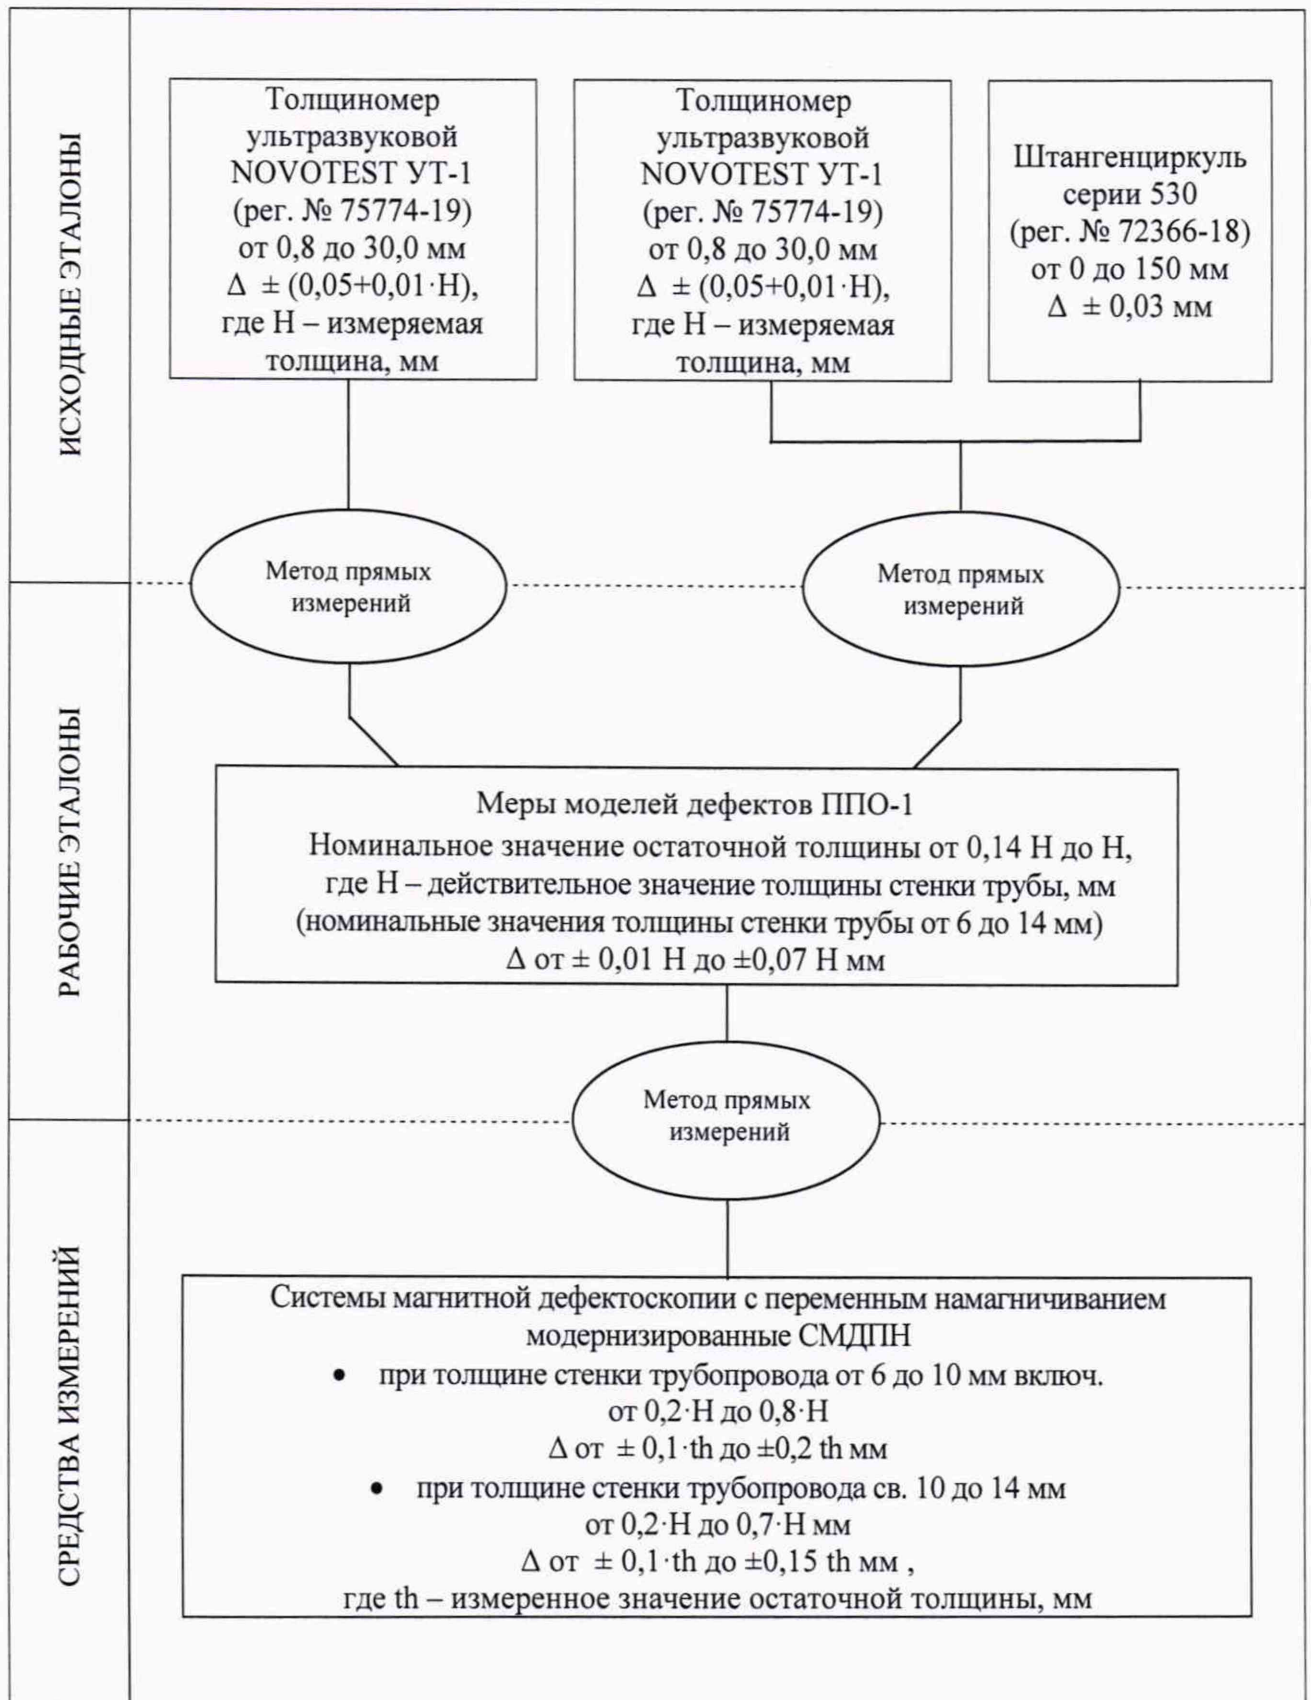 ИСХОДНЫЕ ЭТАЛОНЫ
Толщиномер
ультразвуковой
NOVOTEST УТ-1
(рег. № 75774-19)
от 0,8 до 30,0 мм
Δ ± (0,05+0,01·Н),
где Н – измеряемая
толщина, мм
Толщиномер
ультразвуковой
NOVOTEST УТ-1
(рег. № 75774-19)
от 0,8 до 30,0 мм
Δ ± (0,05+0,01·Н),
где Н – измеряемая
толщина, мм
Штангенциркуль
серии 530
(рег. № 72366-18)
от 0 до 150 мм
Δ ± 0,03 мм
Метод прямых
измерений
Метод прямых
измерений
РАБОЧИЕ ЭТАЛОНЫ
Меры моделей дефектов ППО-1
Номинальное значение остаточной толщины от 0,14 Н до Н,
где Н – действительное значение толщины стенки трубы, мм
(номинальные значения толщины стенки трубы от 6 до 14 мм)
Δ от ± 0,01 Н до ±0,07 Н мм
Метод прямых
измерений
СРЕДСТВА ИЗМЕРЕНИЙ
Системы магнитной дефектоскопии с переменным намагничиванием
модернизированные СМДПН
• при толщине стенки трубопровода от 6 до 10 мм включ.
от 0,2·Н до 0,8·Н
Δ от ± 0,1·th до ±0,2 th мм
• при толщине стенки трубопровода св. 10 до 14 мм
от 0,2·Н до 0,7·Н мм
Δ от ± 0,1·th до ±0,15 th мм ,
где th – измеренное значение остаточной толщины, мм